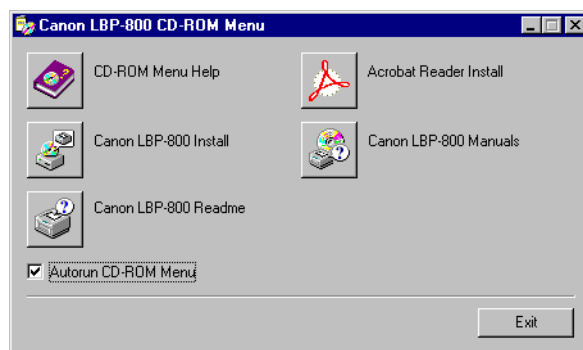 Canon LBP-800 CD-ROM Menu
CD-ROM Menu Help
Acrobat Reader Install
Canon LBP-800 Install
Canon LBP-800 Manuals
Canon LBP-800 Readme
Autorun CD-ROM Menu
Exit